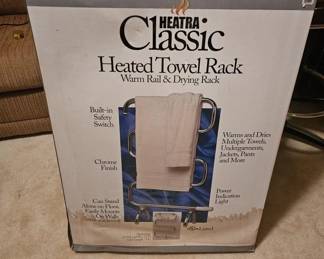 HEATRA
Classic
Heated Towel Rack
Warm Rail & Drying Rack
Built-in
Safety
Switch
Warms and Dries
Multiple Towels,
Undergarments,
Jackets, Pants
and More
Chrome
Finish
Power
Indication
Light
Can Stand
Alone on Floor,
Easily Mounts
On Walls